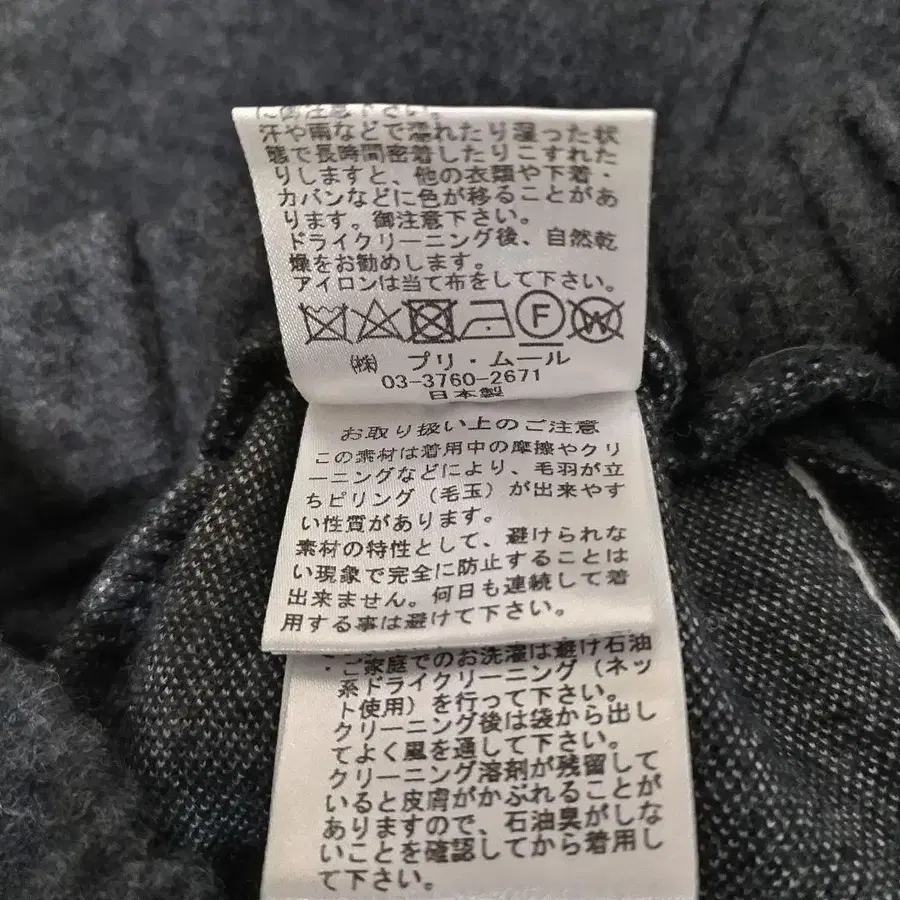 に御注意下さい。
汗や雨などで濡れたり湿った状
態で長時間密着したりこすれた
りしますと、他の衣類や下着・
カバンなどに色が移ることがあ
ります。御注意下さい。
ドライクリーニング後、自然乾
燥をお勧めします。
アイロンは当て布をして下さい。
F W
㈱ プリ・ムール
03-3760-2671
日本製
お取り扱い上のご注意
この素材は着用中の摩擦やクリ
ーニングなどにより、毛羽が立
ちピリング（毛玉）が出来やす
い性質があります。
素材の特性として、避けられな
い現象で完全に防止することは
出来ません。何日も連続して着
用する事は避けて下さい。
・ご家庭でのお洗濯は避け石油
系ドライクリーニング（ネッ
ト使用）を行って下さい。
クリーニング後は袋から出し
てよく風を通して下さい。
クリーニング溶剤が残留して
いると皮膚がかぶれることが
ありますので、石油臭がしな
いことを確認してから着用し
て下さい。